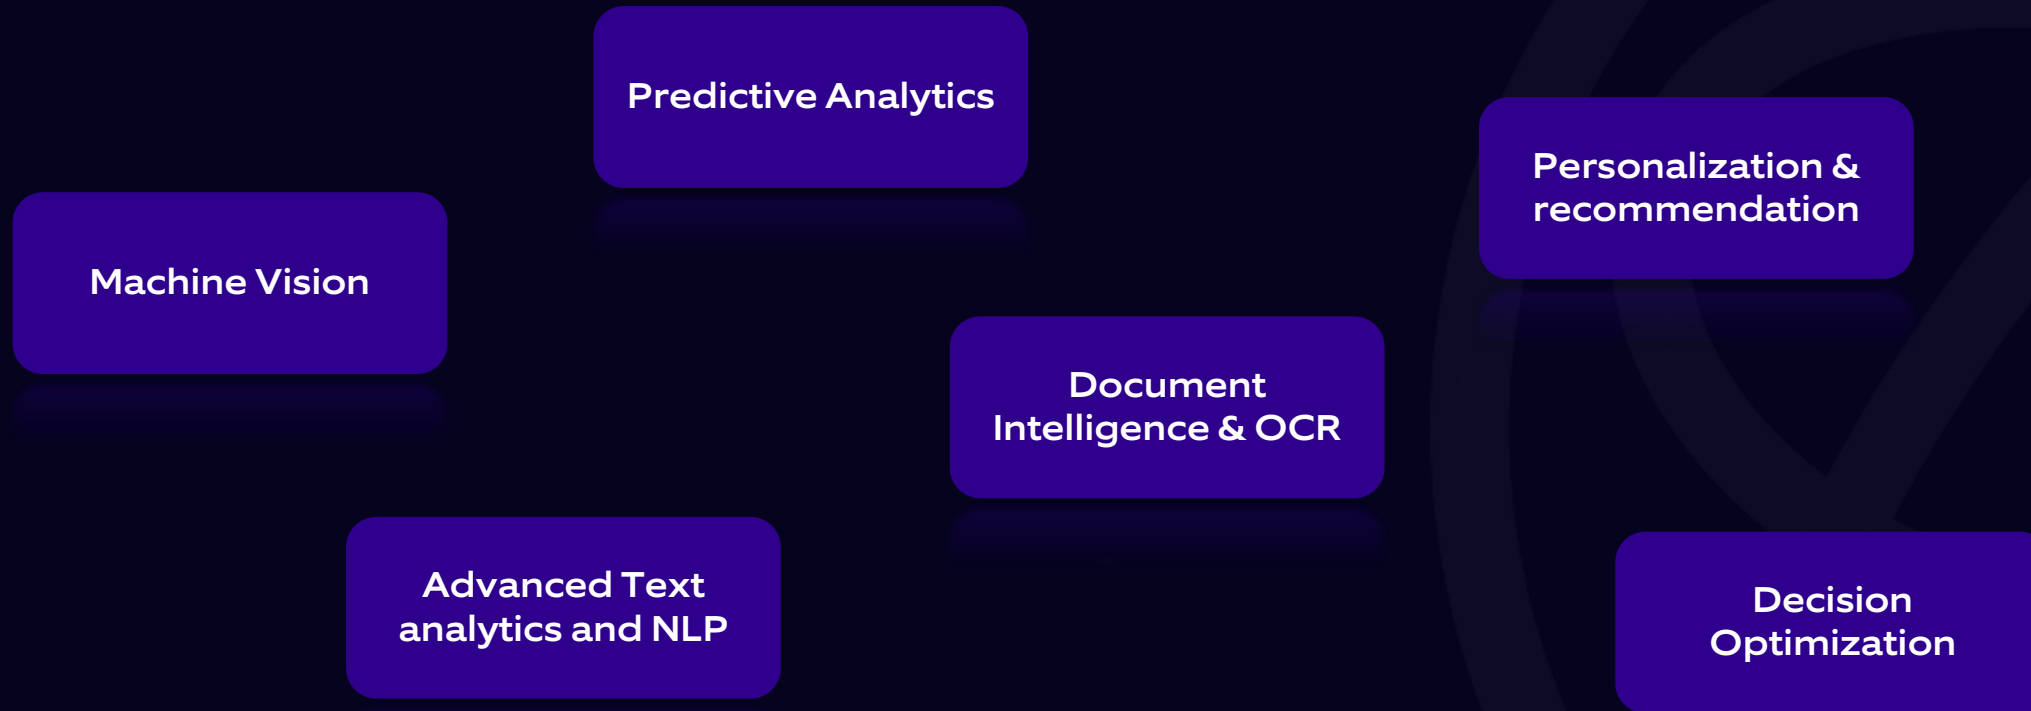 Predictive Analytics
Personalization &
recommendation
Machine Vision
Document
Intelligence & OCR
Advanced Text
analytics and NLP
Decision
Optimization